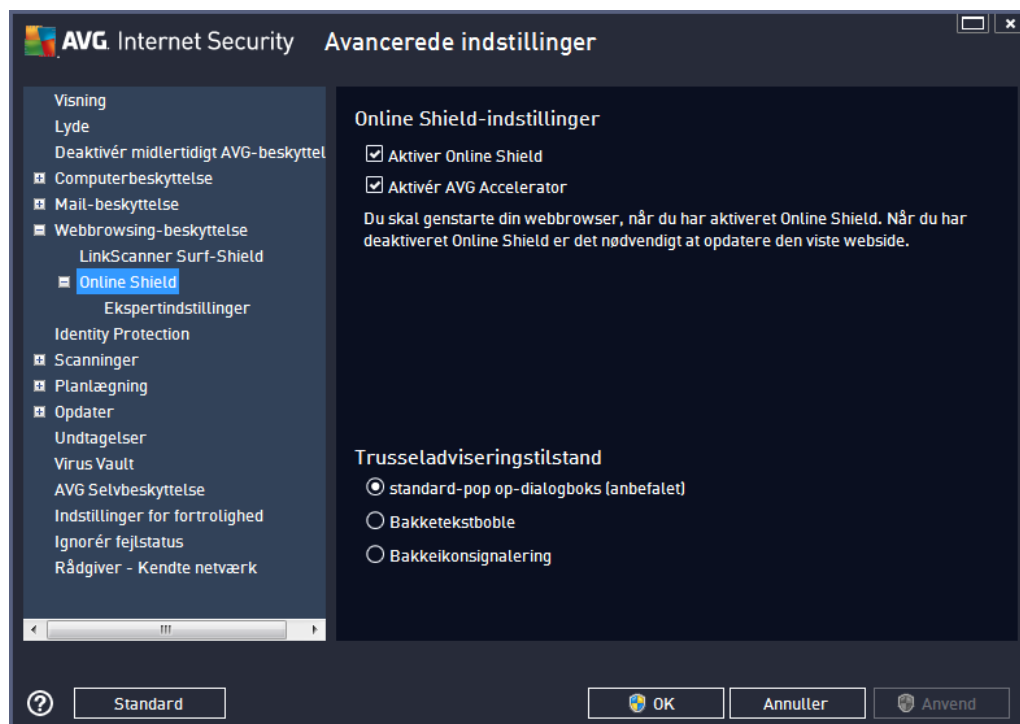 AVG. Internet Security Avancerede indstillinger
Visning
Lyde
Deaktivér midlertidigt AVG-beskyttel
Computerbeskyttelse
Mail-beskyttelse
Webbrowsing-beskyttelse
LinkScanner Surf-Shield
Online Shield
Ekspertindstillinger
Identity Protection
Scanninger
Planlægning
Opdater
Undtagelser
Virus Vault
AVG Selvbeskyttelse
Indstillinger for fortrolighed
Ignorér fejlstatus
Rådgiver - Kendte netværk
Online Shield-indstillinger
Aktiver Online Shield
Aktivér AVG Accelerator
Du skal genstarte din webbrowser, når du har aktiveret Online Shield. Når du har
deaktiveret Online Shield er det nødvendigt at opdatere den viste webside.
Trusseladviseringstilstand
standard-pop op-dialogboks (anbefalet)
Bakketekstboble
Bakkeikonsignalering
? Standard OK Annuller Anvend